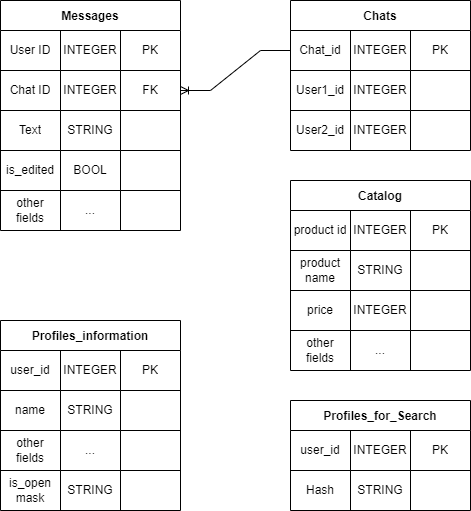 Messages
User ID INTEGER PK
Chat ID INTEGER FK
Text STRING
is_edited BOOL
other
fields ...
Chats
Chat_id INTEGER PK
User1_id INTEGER
User2_id INTEGER
Catalog
product id INTEGER PK
product
name STRING
price INTEGER
other
fields ...
Profiles_information
user_id INTEGER PK
name STRING
other
fields ...
is_open
mask STRING
Profiles_for_Search
user_id INTEGER PK
Hash STRING